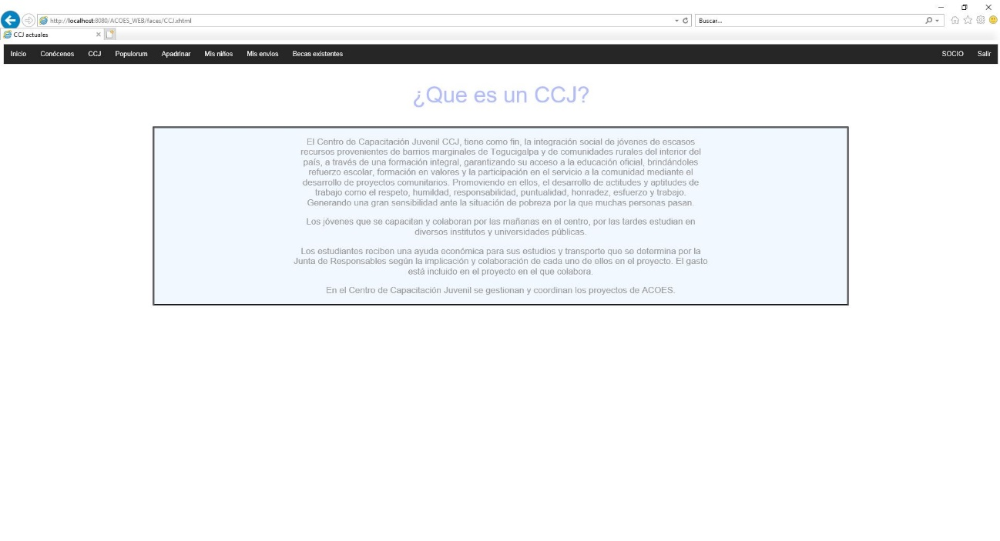 http://localhost:8080/ACOES_WEB/faces/CCJ.xhtml
Buscar...
CCJ actuales
Inicio Conócenos CCJ Populorum Apadrinar Mis niños Mis envios Becas existentes SOCIO Salir
¿Que es un CCJ?
El Centro de Capacitación Juvenil CCJ, tiene como fin, la integración social de jóvenes de escasos
recursos provenientes de barrios marginales de Tegucigalpa y de comunidades rurales del interior del
país, a través de una formación integral, garantizando su acceso a la educación oficial, brindándoles
refuerzo escolar, formación en valores y la participación en el servicio a la comunidad mediante el
desarrollo de proyectos comunitarios. Promoviendo en ellos, el desarrollo de actitudes y aptitudes de
trabajo como el respeto, humildad, responsabilidad, puntualidad, honradez, esfuerzo y trabajo.
Generando una gran sensibilidad ante la situación de pobreza por la que muchas personas pasan.
Los jóvenes que se capacitan y colaboran por las mañanas en el centro, por las tardes estudian en
diversos institutos y universidades públicas.
Los estudiantes reciben una ayuda económica para sus estudios y transporte que se determina por la
Junta de Responsables según la implicación y colaboración de cada uno de ellos en el proyecto. El gasto
está incluido en el proyecto en el que colabora.
En el Centro de Capacitación Juvenil se gestionan y coordinan los proyectos de ACOES.